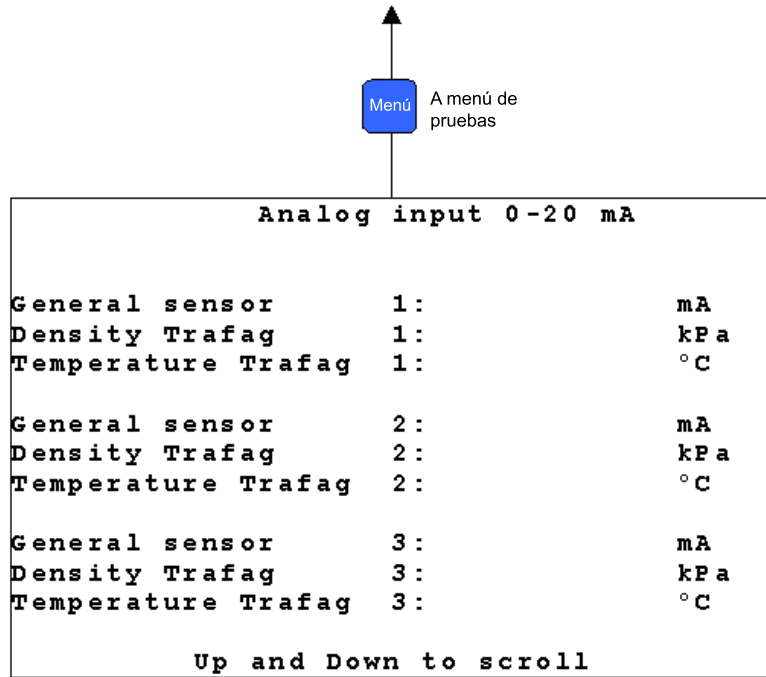 Menú
A menú de
pruebas
Analog input 0-20 mA
General sensor 1: mA
Density Trafag 1: kPa
Temperature Trafag 1: °C
General sensor 2: mA
Density Trafag 2: kPa
Temperature Trafag 2: °C
General sensor 3: mA
Density Trafag 3: kPa
Temperature Trafag 3: °C
Up and Down to scroll